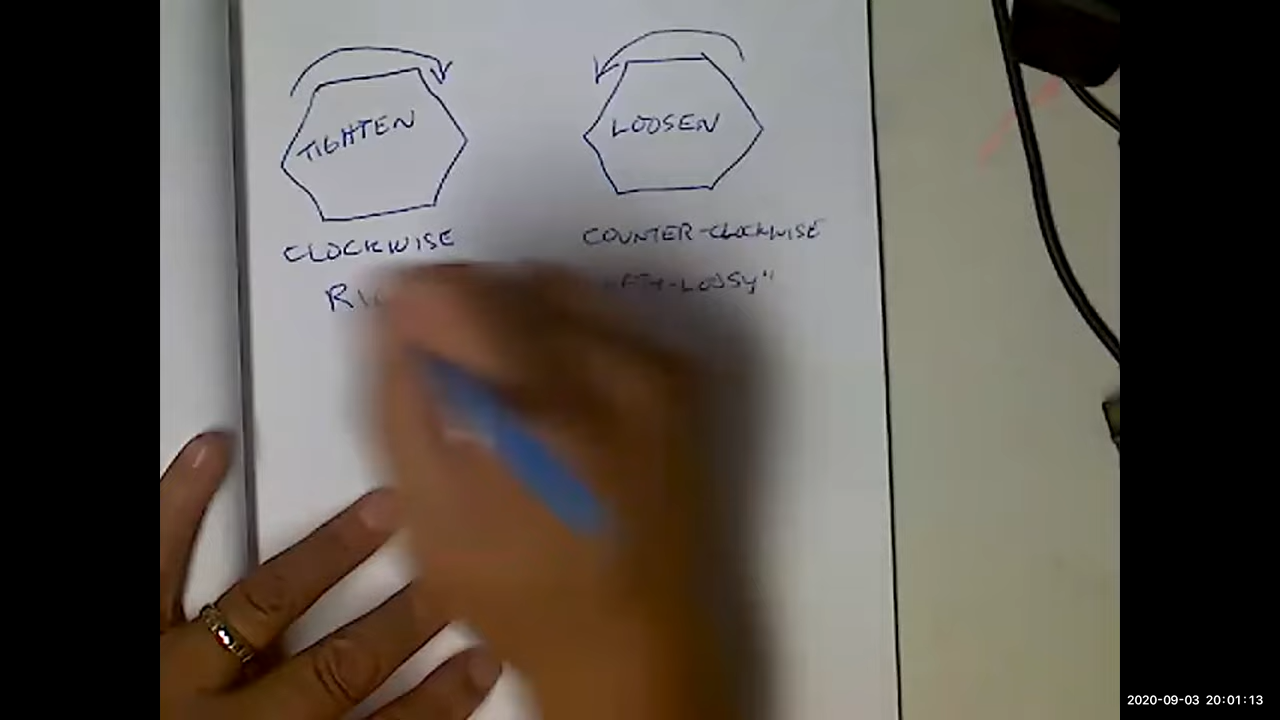 TIGHTEN
LOOSEN
CLOCKWISE
COUNTER-CLOCKWISE
-LOOSY"
2020-09-03 20:01:13